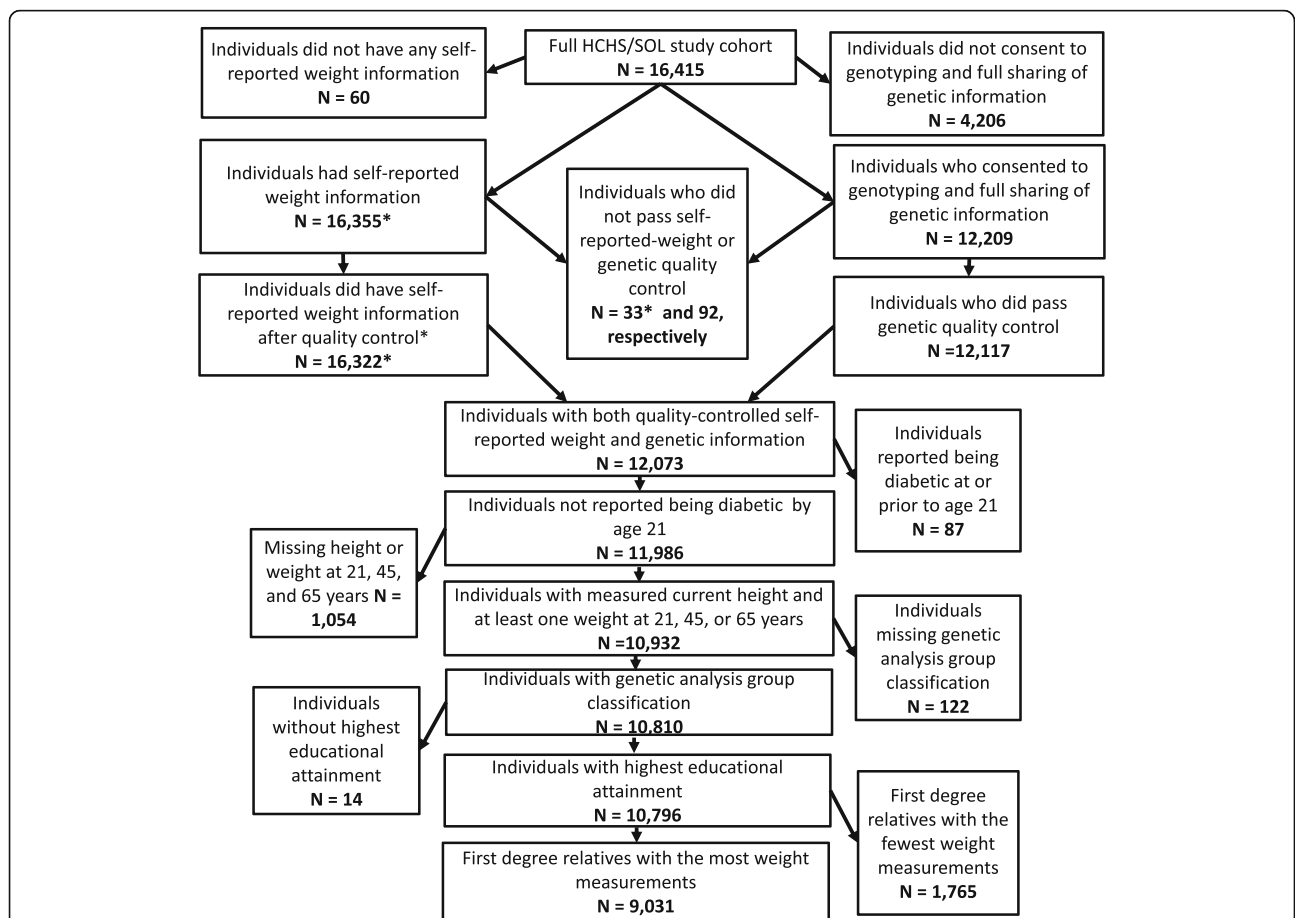 Individuals did not have any self-
reported weight information
N = 60
Full HCHS/SOL study cohort
N = 16,415
Individuals did not consent to
genotyping and full sharing of
genetic information
N = 4,206
Individuals had self-reported
weight information
N = 16,355*
Individuals who did
not pass self-
reported-weight or
genetic quality
control
N = 33* and 92,
respectively
Individuals who consented to
genotyping and full sharing of
genetic information
N = 12,209
Individuals did have self-
reported weight information
after quality control*
N = 16,322*
Individuals who did pass
genetic quality control
N =12,117
Individuals with both quality-controlled self-
reported weight and genetic information
N = 12,073
Individuals
reported being
diabetic at or
prior to age 21
N = 87
Individuals not reported being diabetic by
age 21
N = 11,986
Missing height or
weight at 21, 45,
and 65 years N =
1,054
Individuals with measured current height and
at least one weight at 21, 45, or 65 years
N =10,932
Individuals
missing genetic
analysis group
classification
N = 122
Individuals with genetic analysis group
classification
N = 10,810
Individuals
without highest
educational
attainment
N = 14
Individuals with highest educational
attainment
N = 10,796
First degree
relatives with the
fewest weight
measurements
N = 1,765
First degree relatives with the most weight
measurements
N = 9,031